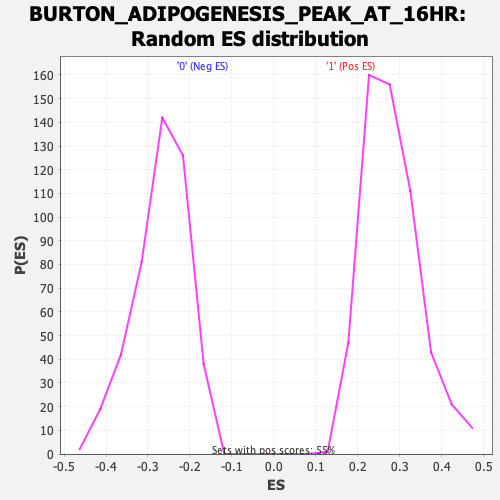 BURTON_ADIPOGENESIS_PEAK_AT_16HR:
Random ES distribution
'0' (Neg ES)
'1' (Pos ES)
160
150
140
130
120
110
100
90
80
70
60
50
40
30
20
10
0
P(ES)
Sets with pos scores: 55%
-0.5 -0.4 -0.3 -0.2 -0.1 0.0 0.1 0.2 0.3 0.4 0.5
ES